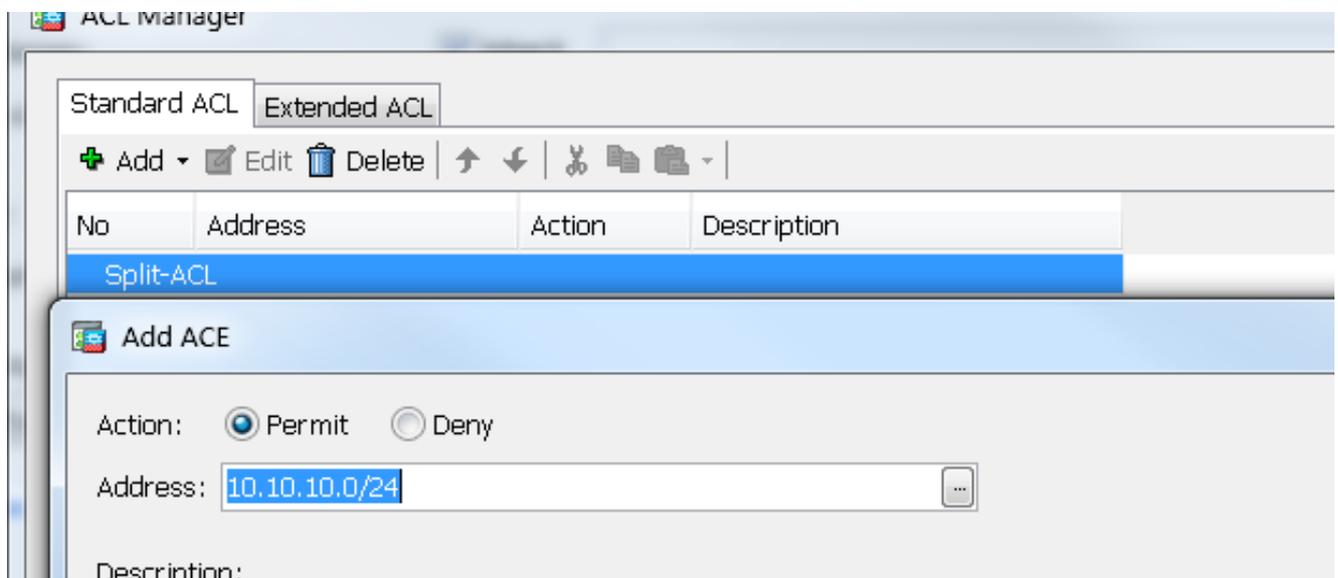 ACL Manager
Standard ACL Extended ACL
Add Edit Delete
No Address Action Description
Split-ACL
Add ACE
Action: Permit Deny
Address: 10.10.10.0/24 ...
Description: